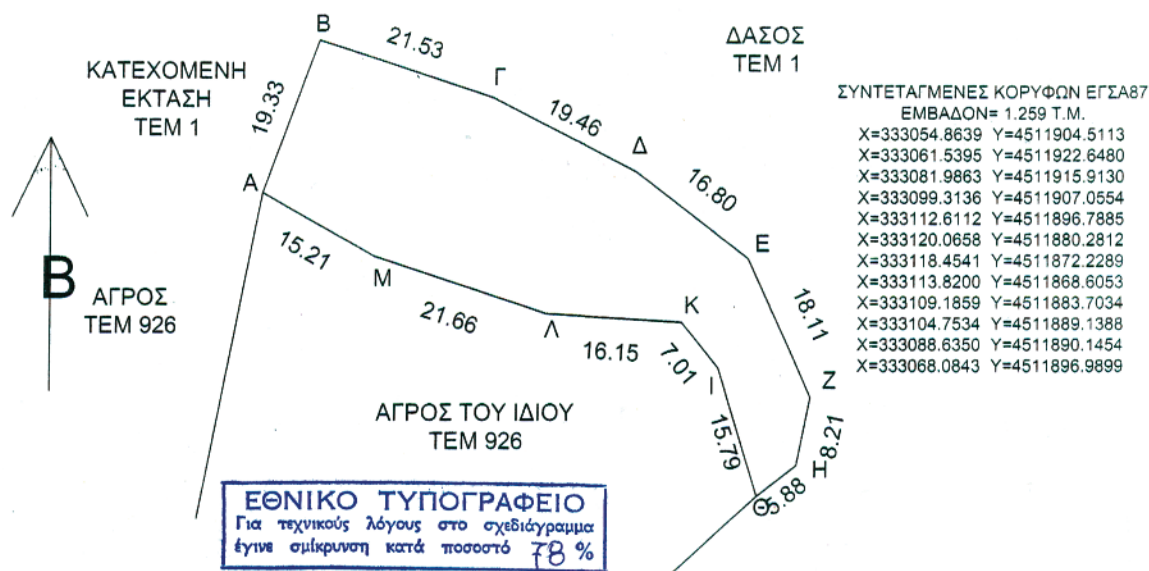 Β
21.53
Γ
ΔΑΣΟΣ
ΤΕΜ 1
ΚΑΤΕΧΟΜΕΝΗ
ΕΚΤΑΣΗ
ΤΕΜ 1
19.33
19.46
Δ
ΣΥΝΤΕΤΑΓΜΕΝΕΣ ΚΟΡΥΦΩΝ ΕΓΣΑ87
ΕΜΒΑΔΟΝ= 1.259 Τ.Μ.
X=333054.8639 Y=4511904.5113
X=333061.5395 Y=4511922.6480
X=333081.9863 Y=4511915.9130
X=333099.3136 Y=4511907.0554
X=333112.6112 Y=4511896.7885
X=333120.0658 Y=4511880.2812
X=333118.4541 Y=4511872.2289
X=333113.8200 Y=4511868.6053
X=333109.1859 Y=4511883.7034
X=333104.7534 Y=4511889.1388
X=333088.6350 Y=4511890.1454
X=333068.0843 Y=4511896.9899
Α
16.80
Ε
15.21
Μ
Β
ΑΓΡΟΣ
ΤΕΜ 926
21.66
Λ
16.15
Κ
7.01
Ι
18.11
Ζ
ΑΓΡΟΣ ΤΟΥ ΙΔΙΟΥ
ΤΕΜ 926
15.79
8.21
Η
5.88
Θ
ΕΘΝΙΚΟ ΤΥΠΟΓΡΑΦΕΙΟ
Για τεχνικούς λόγους στο σχεδιάγραμμα
έγινε σμίκρυνση κατά ποσοστό 78 %